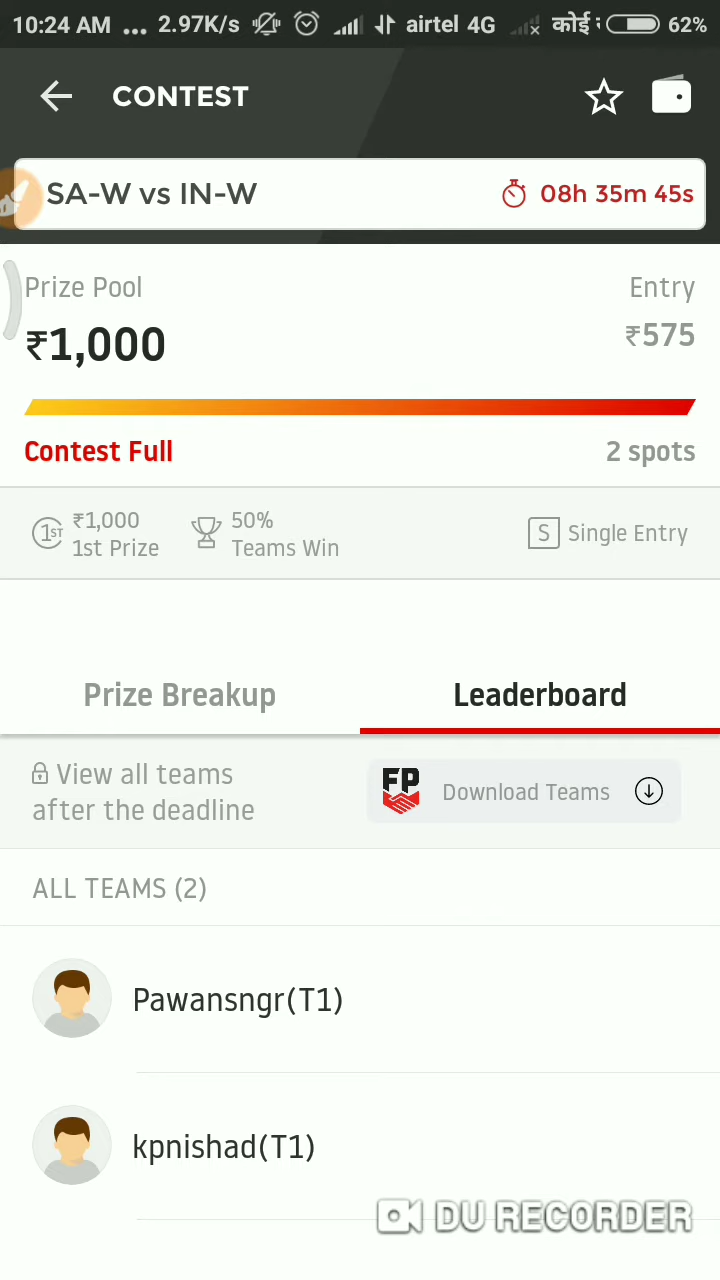 10:24 AM ... 2.97K/s airtel 4G कोई 62%
CONTEST
SA-W vs IN-W 08h 35m 45s
Prize Pool Entry
₹1,000 ₹575
Contest Full 2 spots
1ST ₹1,000 50%
1st Prize Teams Win S Single Entry
Prize Breakup Leaderboard
View all teams
after the deadline
FP Download Teams
ALL TEAMS (2)
Pawansngr(T1)
kpnishad(T1)
DU RECORDER